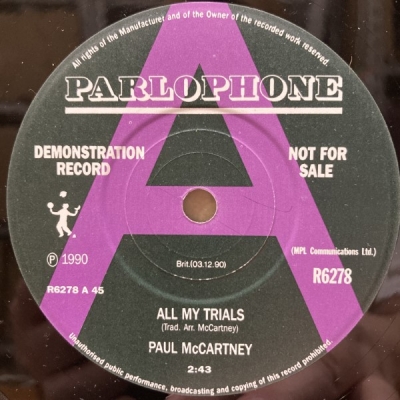 All rights of the Manufacturer and of the Owner of the recorded work reserved.
PARLOPHONE
DEMONSTRATION
RECORD
NOT FOR
SALE
A
Brit.(03.12.90)
(MPL Communications Ltd.)
℗ 1990
R6278
R6278 A 45
ALL MY TRIALS
(Trad. Arr. McCartney)
PAUL McCARTNEY
2:43
Unauthorised public performance, broadcasting and copying of this record prohibited.